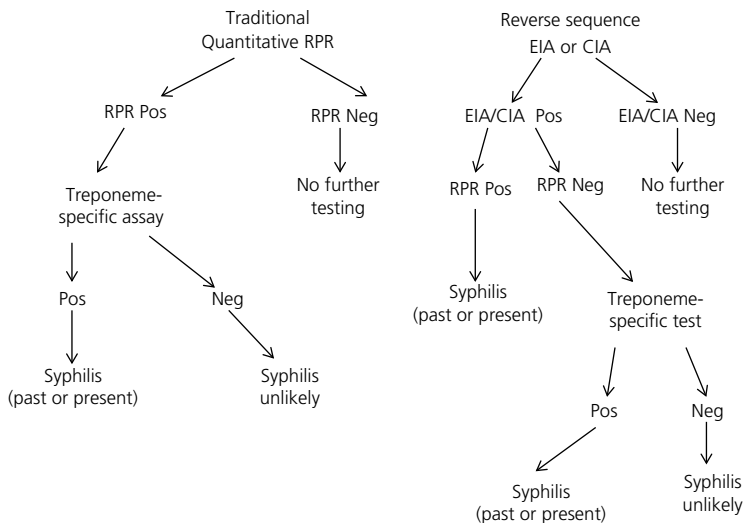 Traditional
Quantitative RPR
RPR Pos
RPR Neg
Treponeme-
specific assay
No further
testing
Pos
Neg
Syphilis
(past or present)
Syphilis
unlikely
Reverse sequence
EIA or CIA
EIA/CIA Pos
EIA/CIA Neg
RPR Pos
RPR Neg
No further
testing
Syphilis
(past or present)
Treponeme-
specific test
Pos
Neg
Syphilis
(past or present)
Syphilis
unlikely